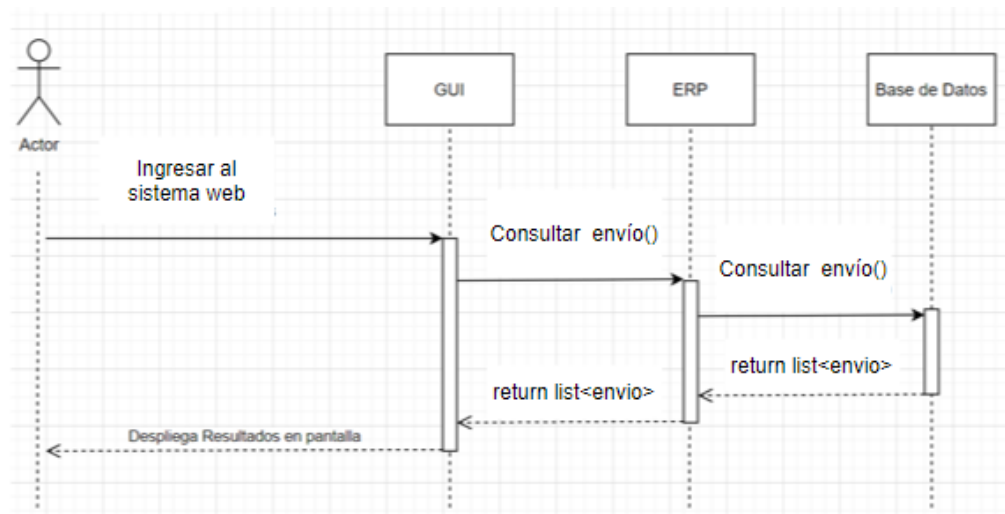 GUI
ERP
Base de Datos
Actor
Ingresar al
sistema web
Consultar envío()
Consultar envío()
return list<envio>
return list<envio>
Despliega Resultados en pantalla